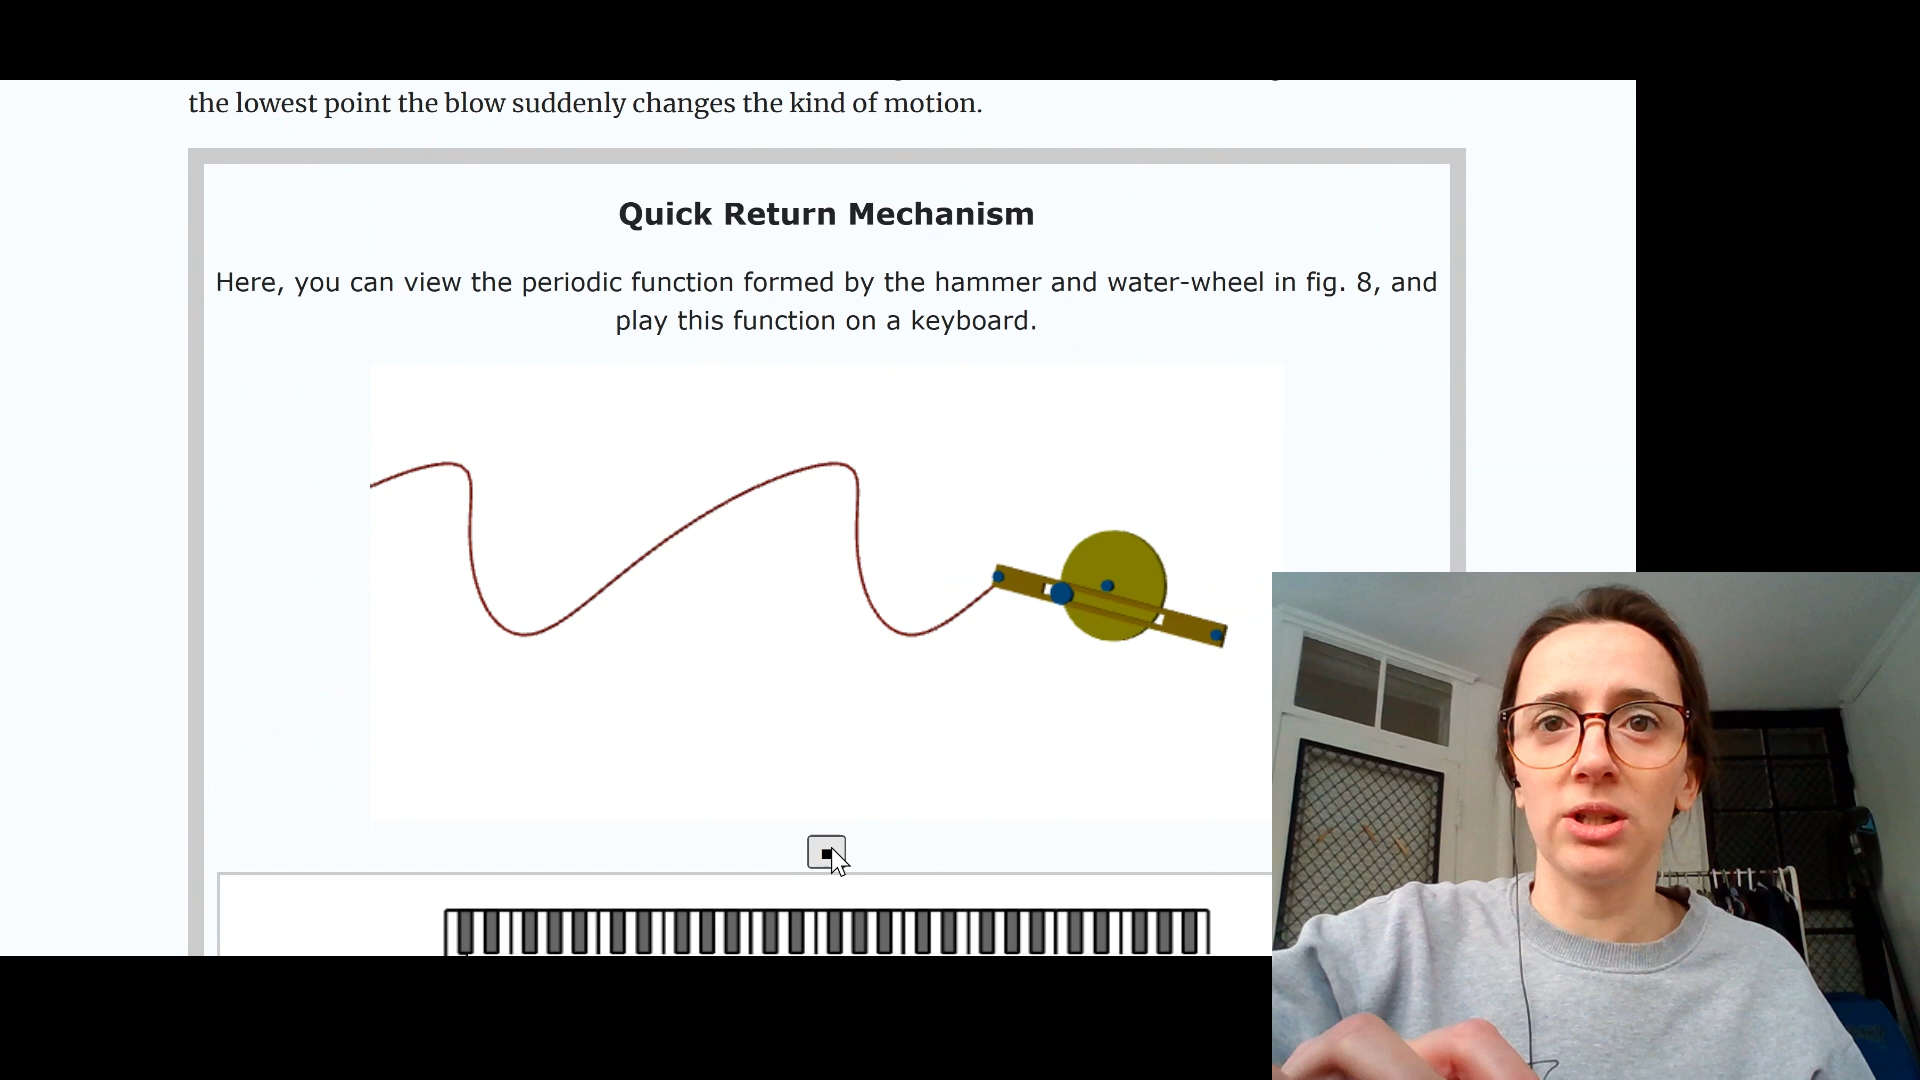 the lowest point the blow suddenly changes the kind of motion.
Quick Return Mechanism
Here, you can view the periodic function formed by the hammer and water-wheel in fig. 8, and
play this function on a keyboard.